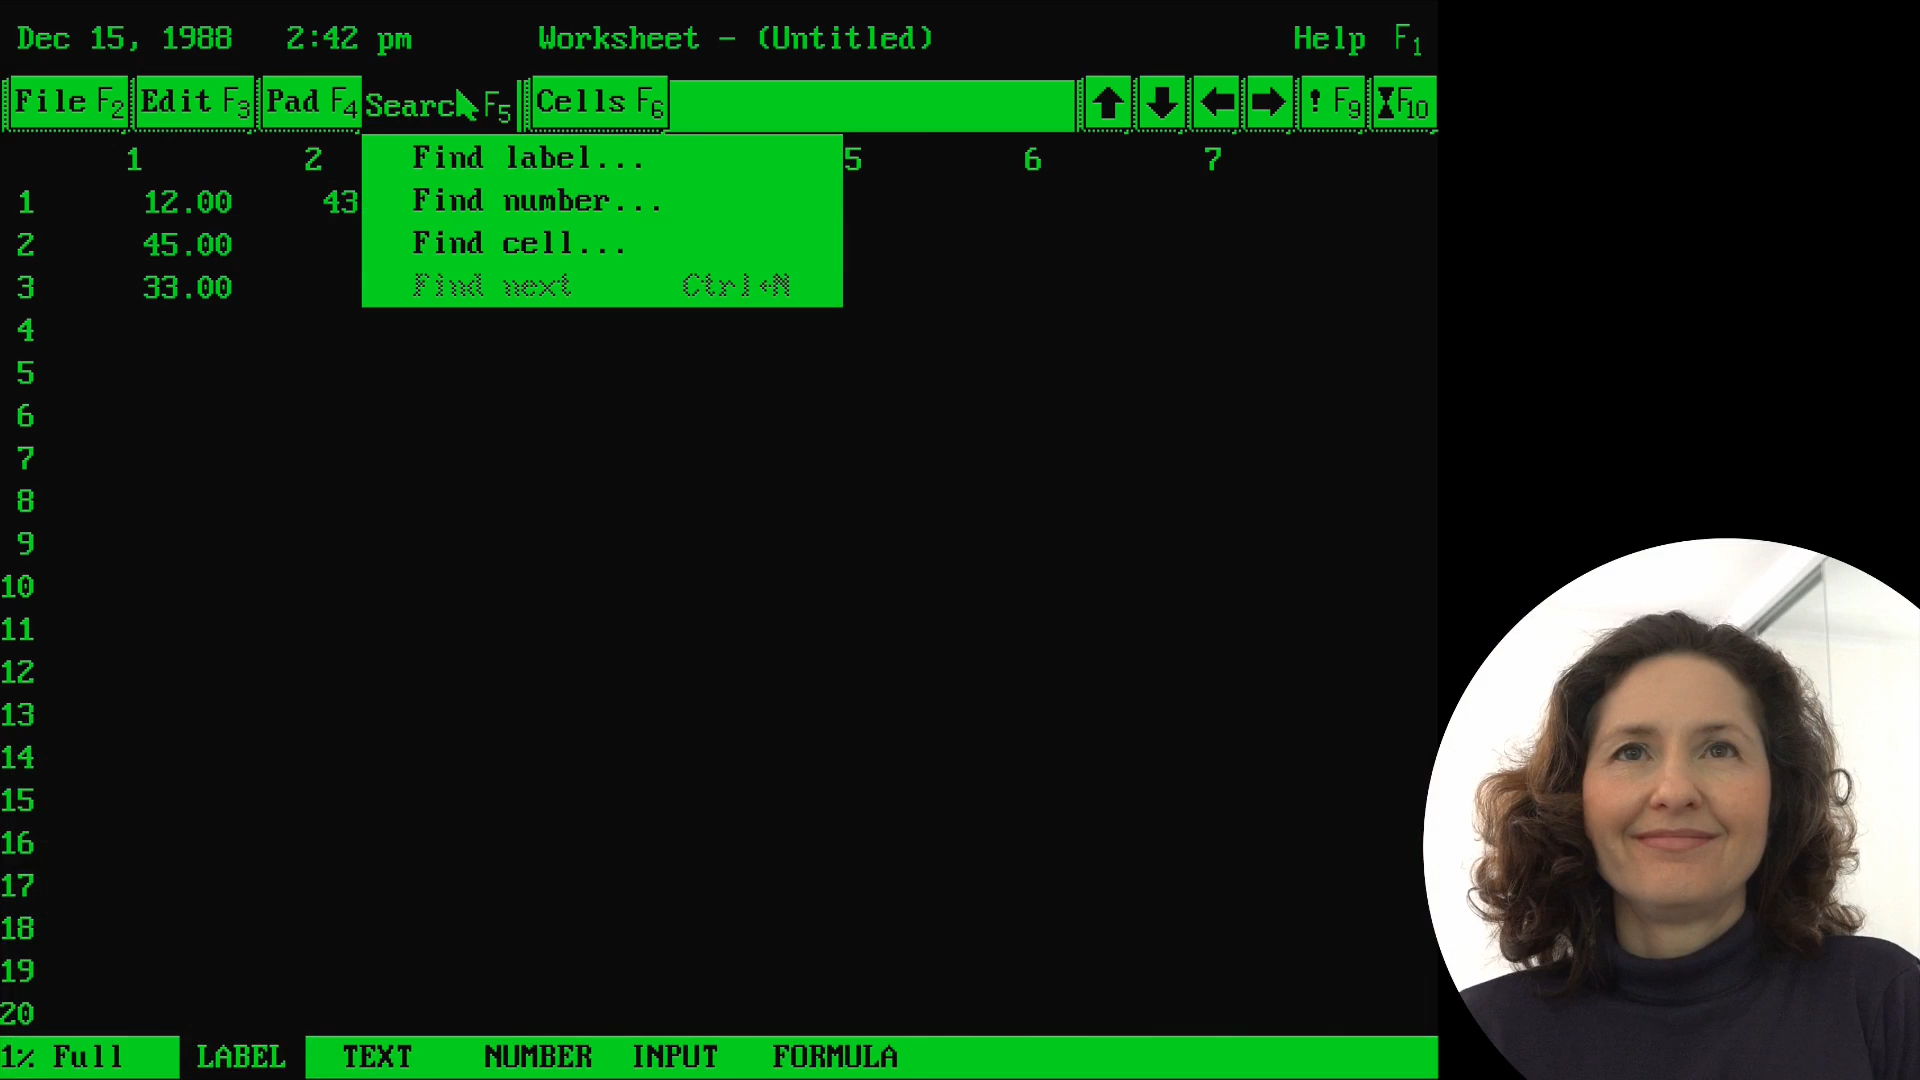 Dec 15, 1988 2:42 pm Worksheet - (Untitled) Help F1
File F2 Edit F3 Pad F4 Search F5 Cells F6 ! F9 F10
1 2 5 6 7
1 12.00 43
2 45.00
3 33.00
Find label...
Find number...
Find cell...
Find next Ctrl+N
4
5
6
7
8
9
10
11
12
13
14
15
16
17
18
19
20
1% Full LABEL TEXT NUMBER INPUT FORMULA